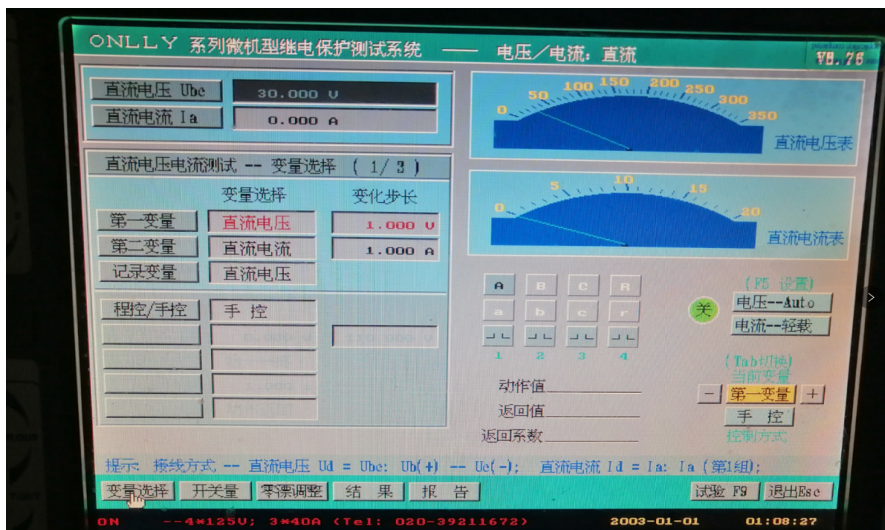 ONLLY 系列微机型继电保护测试系统 —— 电压/电流: 直流
V8.76
直流电压 Ubc 30.000 V
直流电流 Ia 0.000 A
0 50 100 150 200 250 300 350
直流电压表
直流电压电流测试 -- 变量选择 ( 1/ 3 )
变量选择 变化步长
第一变量 直流电压 1.000 V
第二变量 直流电流 1.000 A
记录变量 直流电压
0 5 10 15 20
直流电流表
程控/手控 手 控
A B C R
a b c r
1 2 3 4
动作值
返回值
返回系数
关
(F5 设置)
电压--Auto
电流--轻载
(Tab切换)
当前变量
- 第一变量 +
手 控
控制方式
提示: 接线方式 -- 直流电压 Ud = Ubc: Ub(+) -- Uc(-); 直流电流 Id = Ia: Ia (第1组);
变量选择 开关量 零漂调整 结 果 报 告 试验 F9 退出Esc
ON --4*125V; 3*40A (Tel: 020-39211672) 2003-01-01 01:08:27